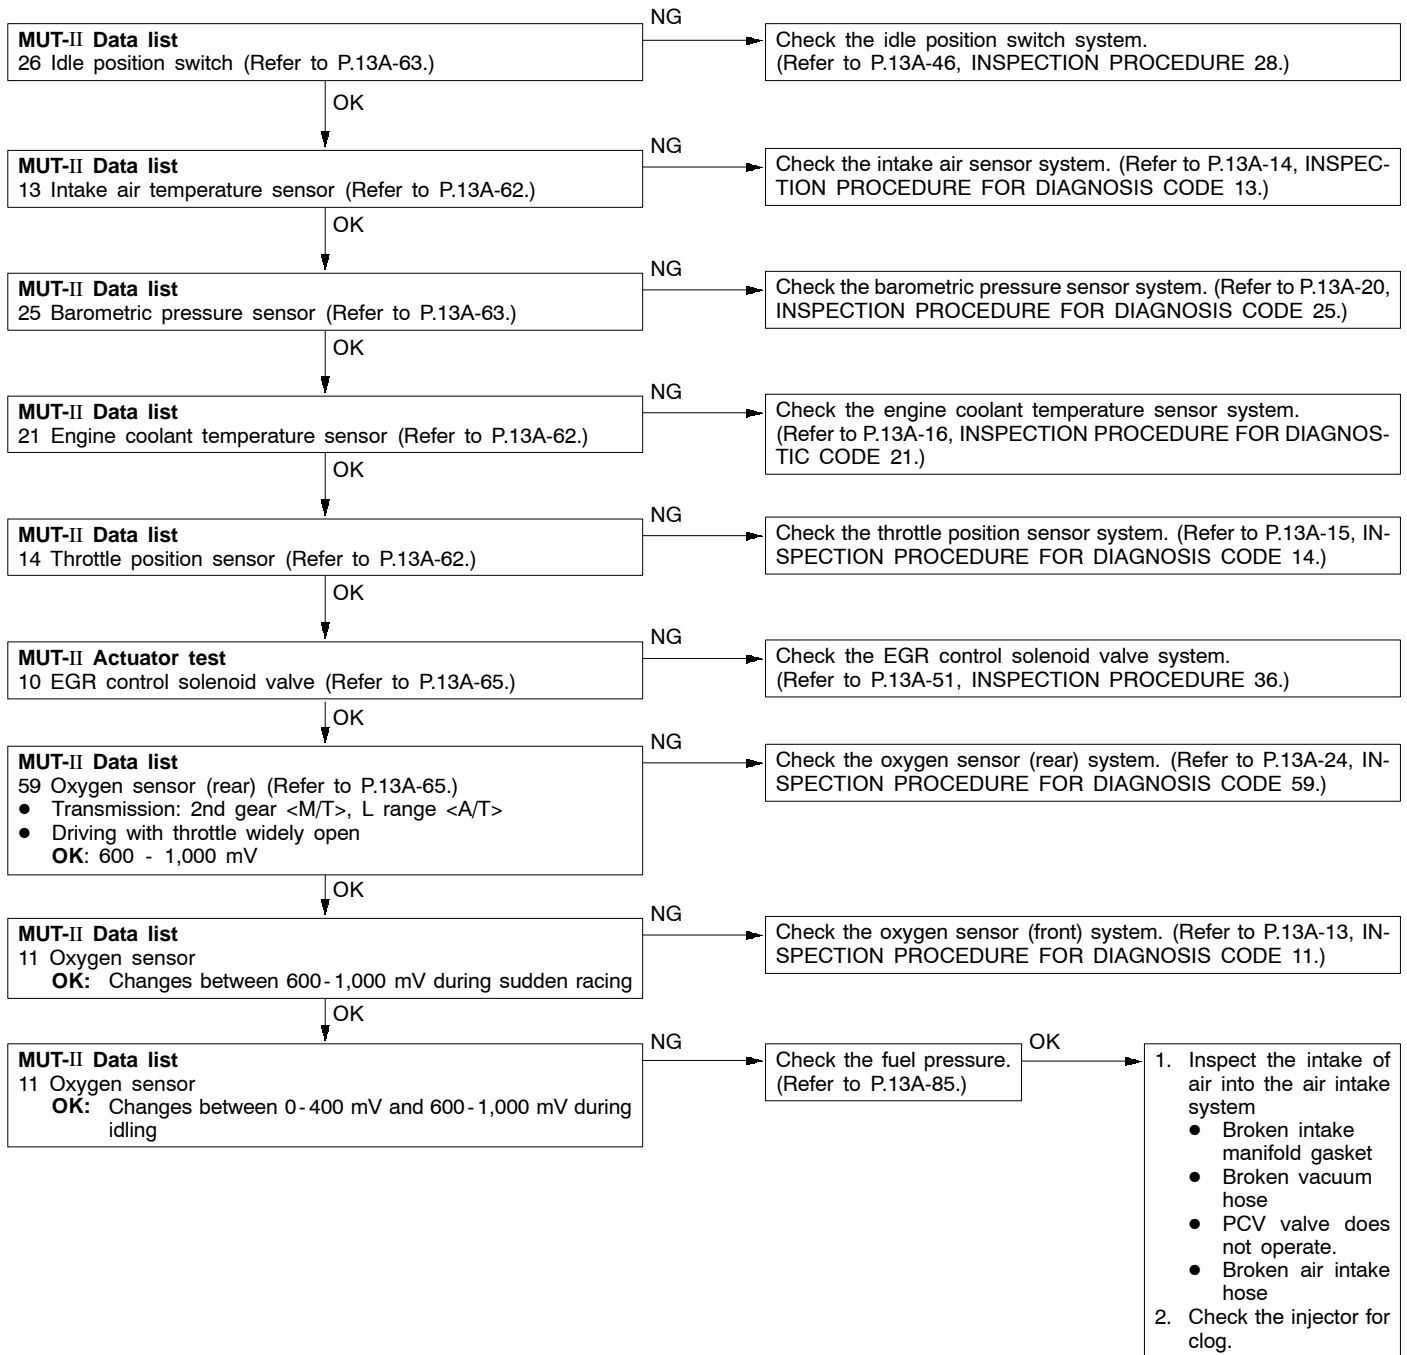 NG
MUT-II Data list
26 Idle position switch (Refer to P.13A-63.)
Check the idle position switch system.
(Refer to P.13A-46, INSPECTION PROCEDURE 28.)
OK
NG
MUT-II Data list
13 Intake air temperature sensor (Refer to P.13A-62.)
Check the intake air sensor system. (Refer to P.13A-14, INSPEC-
TION PROCEDURE FOR DIAGNOSIS CODE 13.)
OK
NG
MUT-II Data list
25 Barometric pressure sensor (Refer to P.13A-63.)
Check the barometric pressure sensor system. (Refer to P.13A-20,
INSPECTION PROCEDURE FOR DIAGNOSIS CODE 25.)
OK
NG
MUT-II Data list
21 Engine coolant temperature sensor (Refer to P.13A-62.)
Check the engine coolant temperature sensor system.
(Refer to P.13A-16, INSPECTION PROCEDURE FOR DIAGNOS-
TIC CODE 21.)
OK
NG
MUT-II Data list
14 Throttle position sensor (Refer to P.13A-62.)
Check the throttle position sensor system. (Refer to P.13A-15, IN-
SPECTION PROCEDURE FOR DIAGNOSIS CODE 14.)
OK
NG
MUT-II Actuator test
10 EGR control solenoid valve (Refer to P.13A-65.)
Check the EGR control solenoid valve system.
(Refer to P.13A-51, INSPECTION PROCEDURE 36.)
OK
NG
MUT-II Data list
59 Oxygen sensor (rear) (Refer to P.13A-65.)
● Transmission: 2nd gear <M/T>, L range <A/T>
● Driving with throttle widely open
OK: 600 - 1,000 mV
Check the oxygen sensor (rear) system. (Refer to P.13A-24, IN-
SPECTION PROCEDURE FOR DIAGNOSIS CODE 59.)
OK
NG
MUT-II Data list
11 Oxygen sensor
OK: Changes between 600-1,000 mV during sudden racing
Check the oxygen sensor (front) system. (Refer to P.13A-13, IN-
SPECTION PROCEDURE FOR DIAGNOSIS CODE 11.)
OK
NG
MUT-II Data list
11 Oxygen sensor
OK: Changes between 0-400 mV and 600-1,000 mV during
idling
Check the fuel pressure.
(Refer to P.13A-85.)
OK
1. Inspect the intake of
air into the air intake
system
● Broken intake
manifold gasket
● Broken vacuum
hose
● PCV valve does
not operate.
● Broken air intake
hose
2. Check the injector for
clog.